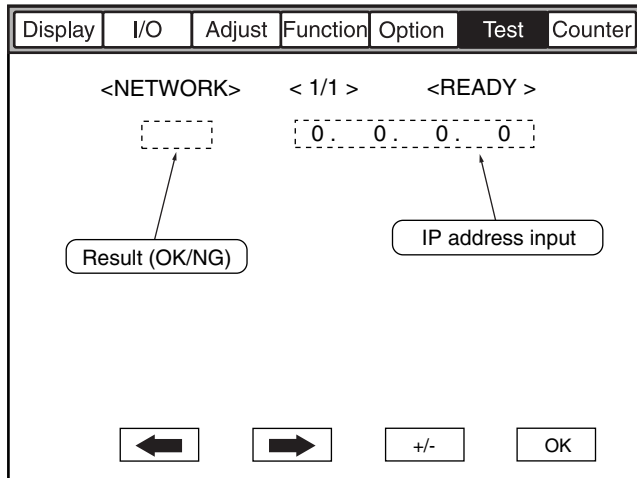 Display I/O Adjust Function Option Test Counter
<NETWORK> < 1/1 > <READY >
0 . 0 . 0 . 0
Result (OK/NG)
IP address input
+/- OK